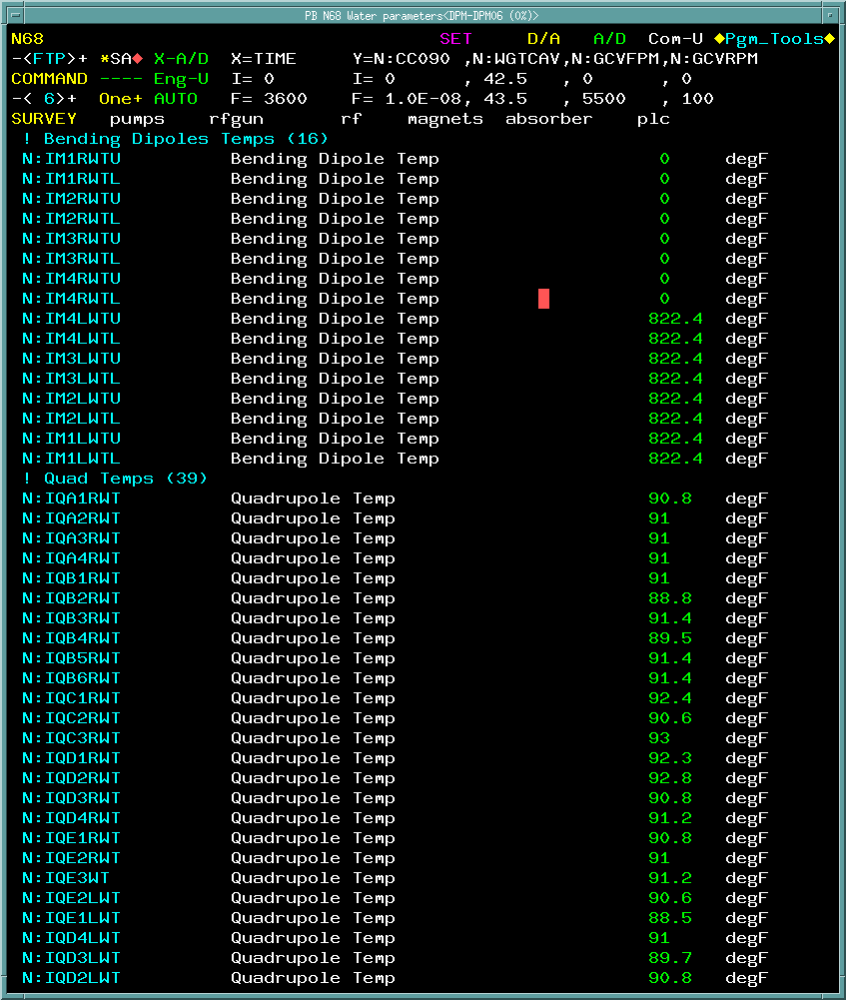 PB N68 Water parameters<DPM-DPM06 (0%)>
N68 SET D/A A/D Com-U ◆Pgm_Tools◆
-<FTP>+ *SA◆ X-A/D X=TIME Y=N:CC090 ,N:WGTCAV,N:GCVFPM,N:GCVRPM
COMMAND ---- Eng-U I= 0 I= 0 , 42.5 , 0 , 0
-< 6>+ One+ AUTO F= 3600 F= 1.0E-08, 43.5 , 5500 , 100
SURVEY pumps rfgun rf magnets absorber plc
! Bending Dipoles Temps (16)
N:IM1RWTU Bending Dipole Temp 0 degF
N:IM1RWTL Bending Dipole Temp 0 degF
N:IM2RWTU Bending Dipole Temp 0 degF
N:IM2RWTL Bending Dipole Temp 0 degF
N:IM3RWTU Bending Dipole Temp 0 degF
N:IM3RWTL Bending Dipole Temp 0 degF
N:IM4RWTU Bending Dipole Temp 0 degF
N:IM4RWTL Bending Dipole Temp 0 degF
N:IM4LWTU Bending Dipole Temp 822.4 degF
N:IM4LWTL Bending Dipole Temp 822.4 degF
N:IM3LWTU Bending Dipole Temp 822.4 degF
N:IM3LWTL Bending Dipole Temp 822.4 degF
N:IM2LWTU Bending Dipole Temp 822.4 degF
N:IM2LWTL Bending Dipole Temp 822.4 degF
N:IM1LWTU Bending Dipole Temp 822.4 degF
N:IM1LWTL Bending Dipole Temp 822.4 degF
! Quad Temps (39)
N:IQA1RWT Quadrupole Temp 90.8 degF
N:IQA2RWT Quadrupole Temp 91 degF
N:IQA3RWT Quadrupole Temp 91 degF
N:IQA4RWT Quadrupole Temp 91 degF
N:IQB1RWT Quadrupole Temp 91 degF
N:IQB2RWT Quadrupole Temp 88.8 degF
N:IQB3RWT Quadrupole Temp 91.4 degF
N:IQB4RWT Quadrupole Temp 89.5 degF
N:IQB5RWT Quadrupole Temp 91.4 degF
N:IQB6RWT Quadrupole Temp 91.4 degF
N:IQC1RWT Quadrupole Temp 92.4 degF
N:IQC2RWT Quadrupole Temp 90.6 degF
N:IQC3RWT Quadrupole Temp 93 degF
N:IQD1RWT Quadrupole Temp 92.3 degF
N:IQD2RWT Quadrupole Temp 92.8 degF
N:IQD3RWT Quadrupole Temp 90.8 degF
N:IQD4RWT Quadrupole Temp 91.2 degF
N:IQE1RWT Quadrupole Temp 90.8 degF
N:IQE2RWT Quadrupole Temp 91 degF
N:IQE3WT Quadrupole Temp 91.2 degF
N:IQE2LWT Quadrupole Temp 90.6 degF
N:IQE1LWT Quadrupole Temp 88.5 degF
N:IQD4LWT Quadrupole Temp 91 degF
N:IQD3LWT Quadrupole Temp 89.7 degF
N:IQD2LWT Quadrupole Temp 90.8 degF